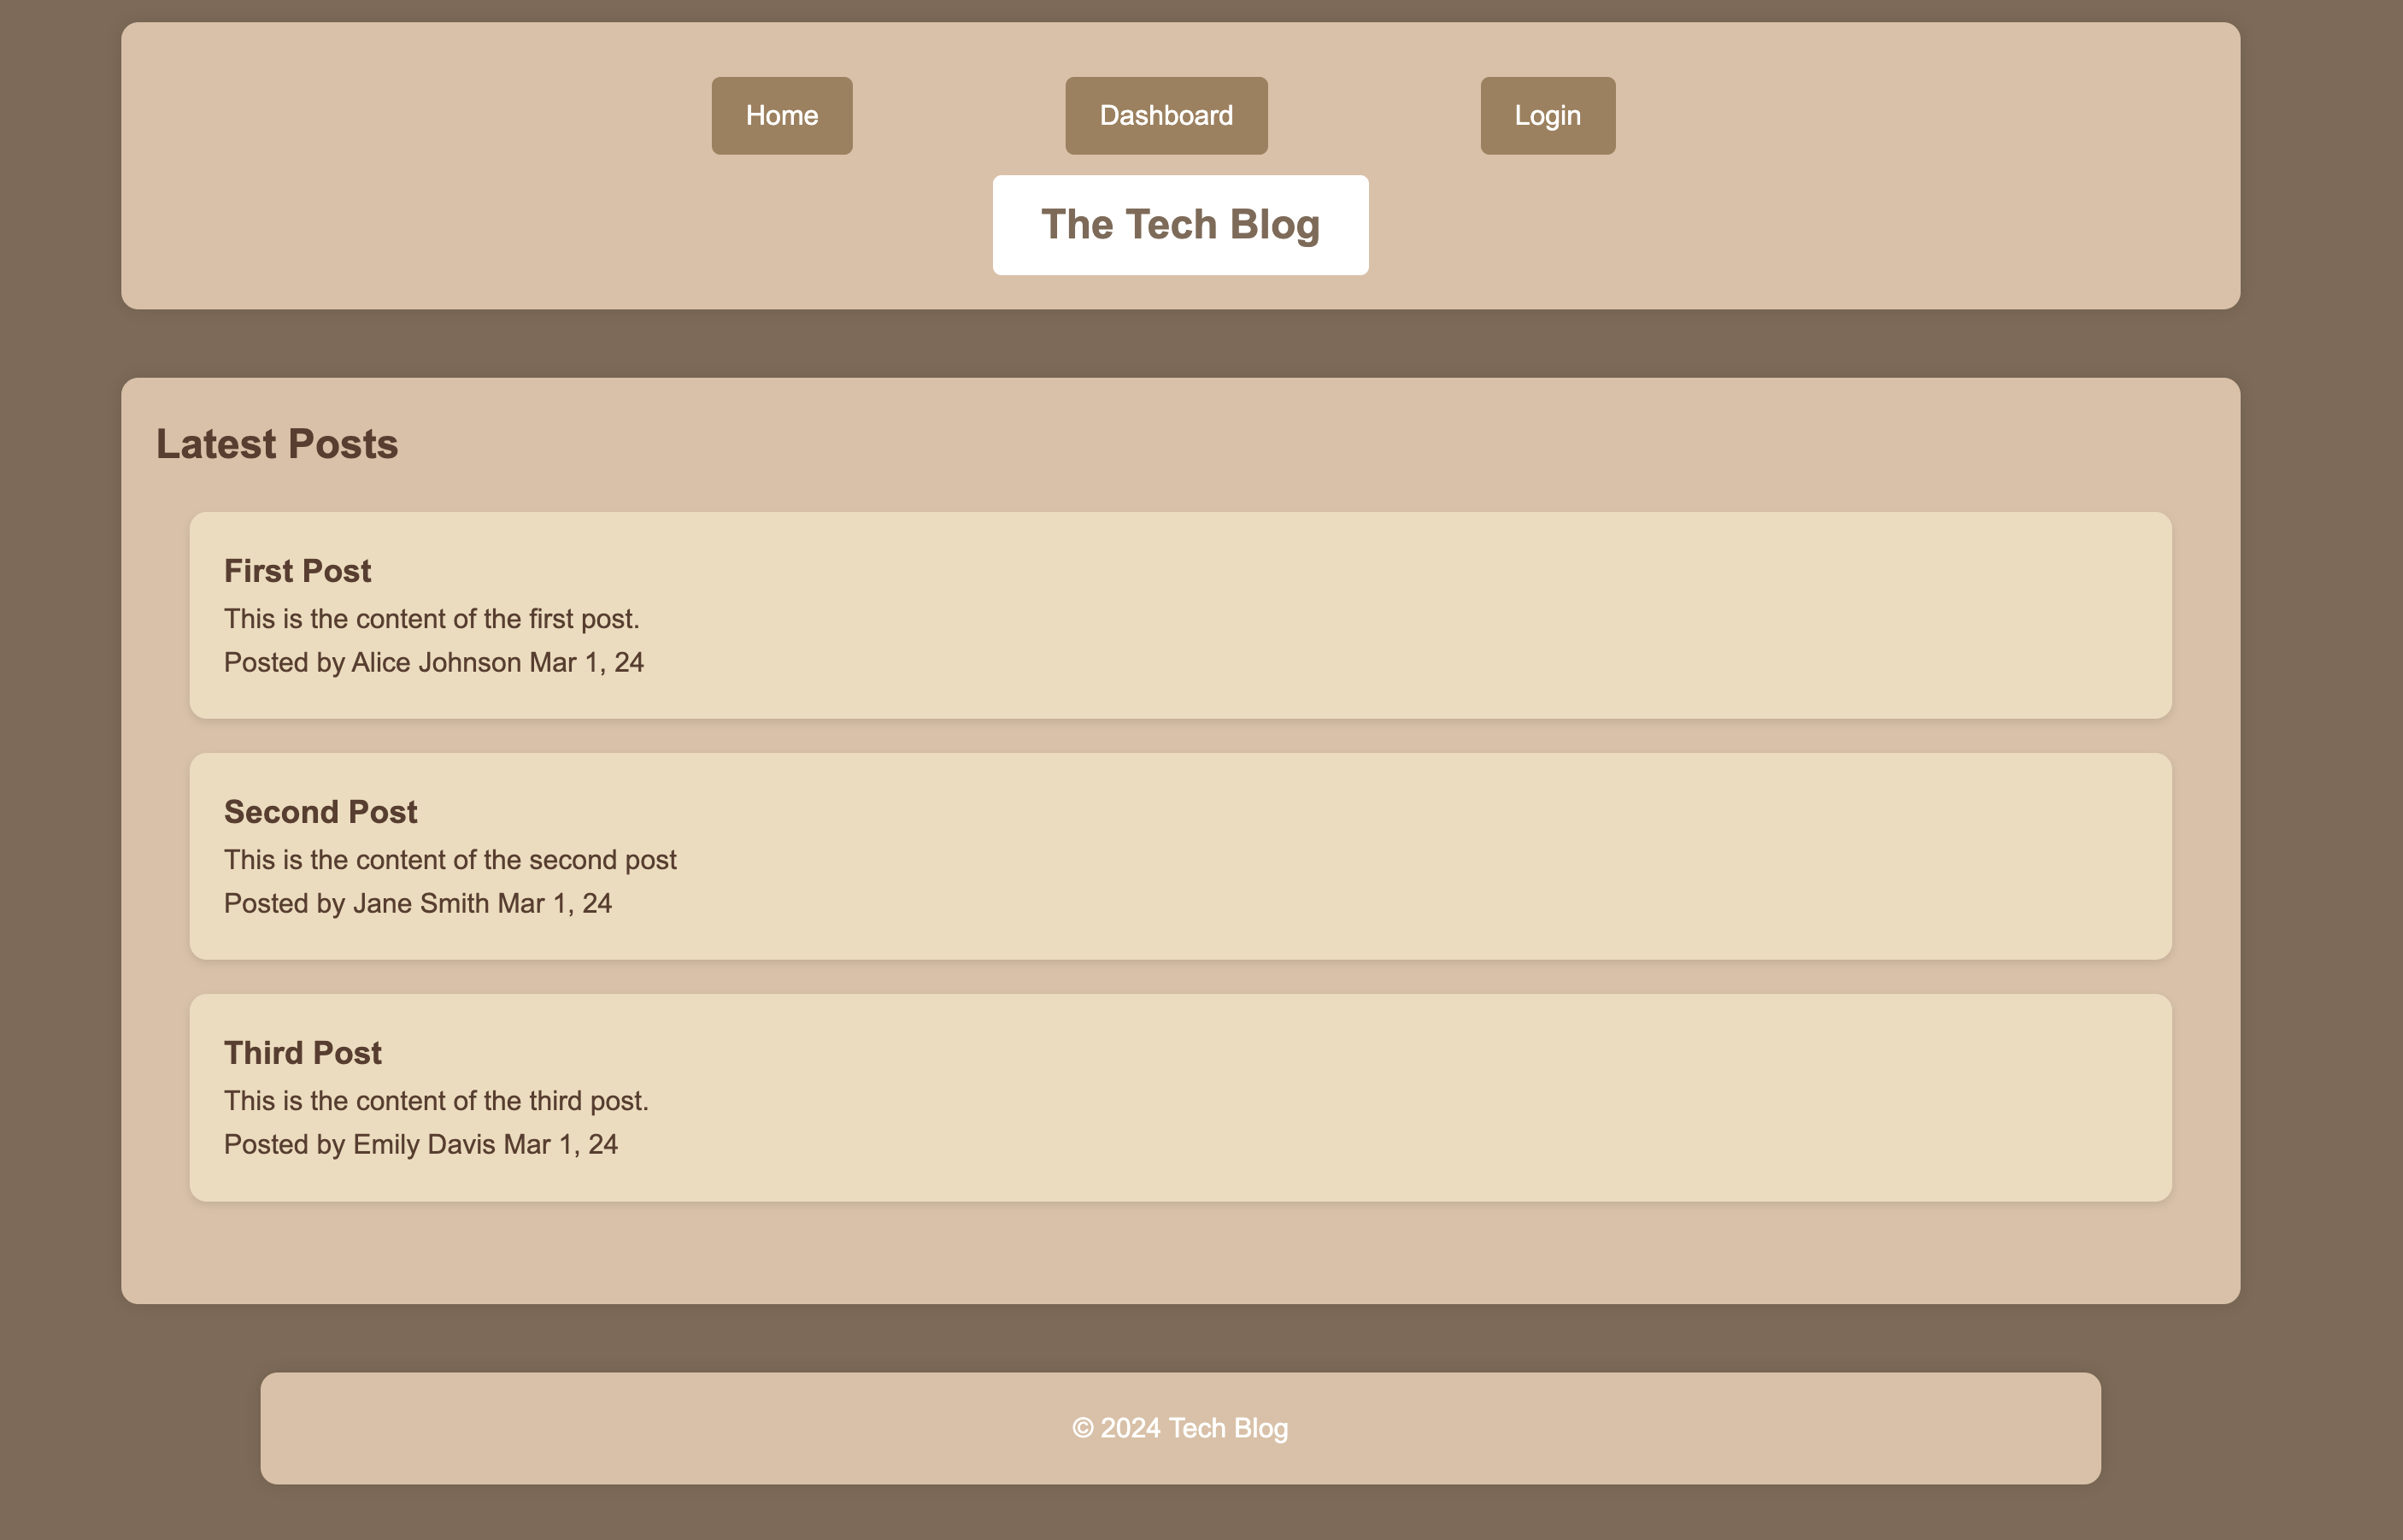 Home Dashboard Login
The Tech Blog
Latest Posts
First Post
This is the content of the first post.
Posted by Alice Johnson Mar 1, 24
Second Post
This is the content of the second post
Posted by Jane Smith Mar 1, 24
Third Post
This is the content of the third post.
Posted by Emily Davis Mar 1, 24
© 2024 Tech Blog